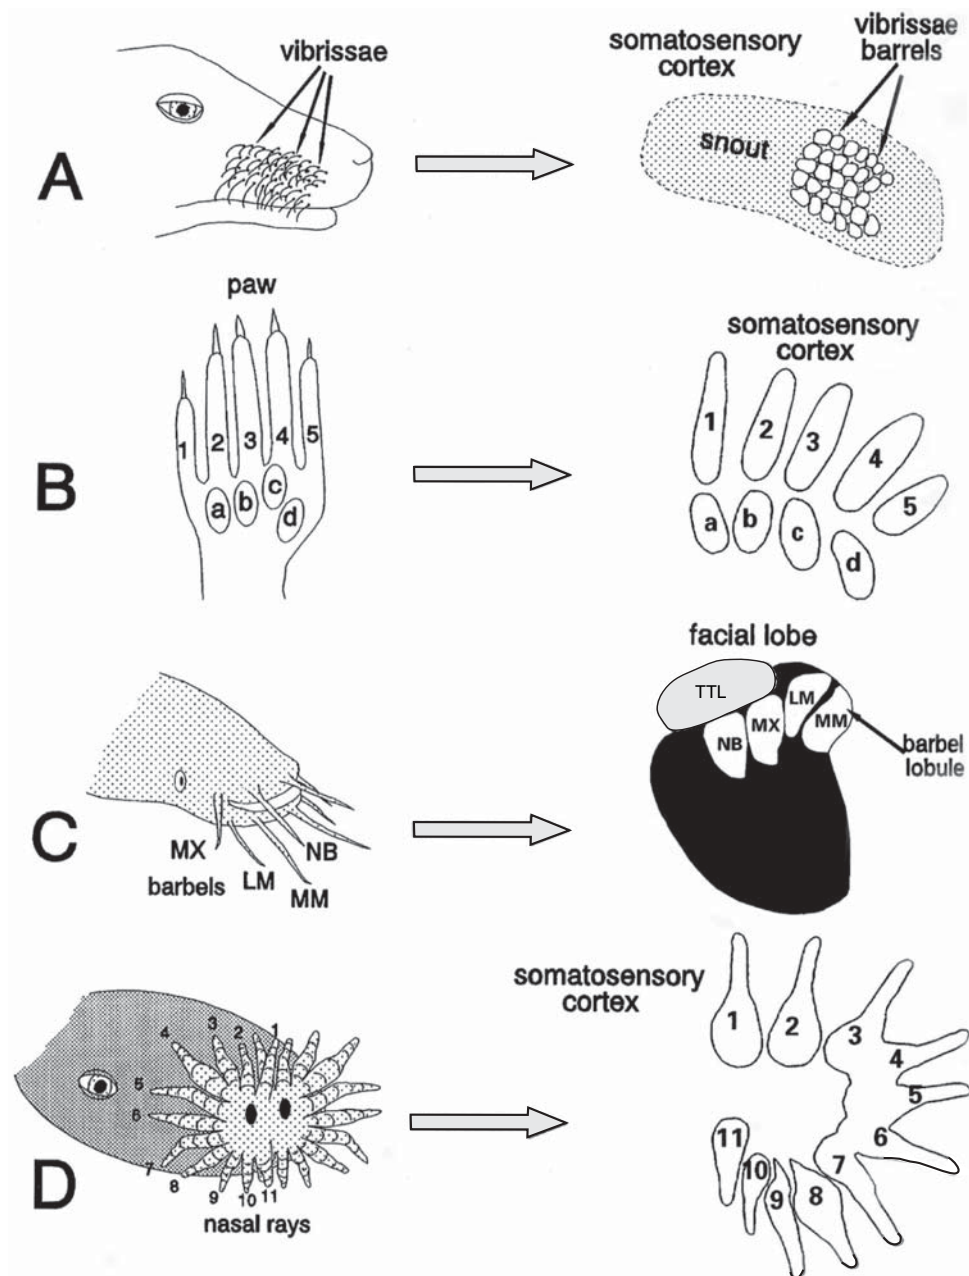 vibrissae
somatosensory
cortex
vibrissae
barrels
snout
A
paw
1 2 3 4 5
a b c d
B
somatosensory
cortex
1 2 3 4 5
a b c d
facial lobe
TTL
LM
MX
MM
NB
barbel
lobule
C
MX
NB
barbels
LM
MM
somatosensory
cortex
1 2 3
4
5
6
11
10
9
8
7
4 3 2 1
5
6
7
8
9 10 11
D
nasal rays